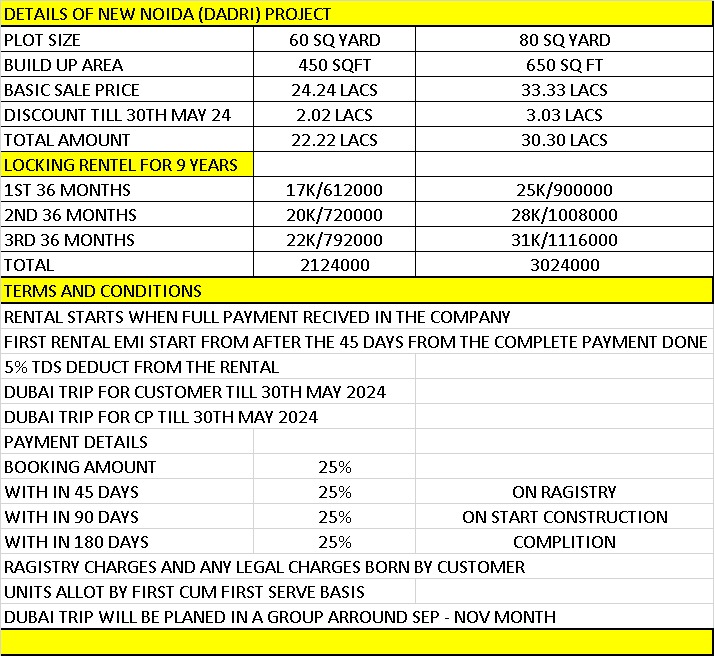 DETAILS OF NEW NOIDA (DADRI) PROJECT
PLOT SIZE 60 SQ YARD 80 SQ YARD
BUILD UP AREA 450 SQFT 650 SQ FT
BASIC SALE PRICE 24.24 LACS 33.33 LACS
DISCOUNT TILL 30TH MAY 24 2.02 LACS 3.03 LACS
TOTAL AMOUNT 22.22 LACS 30.30 LACS
LOCKING RENTEL FOR 9 YEARS
1ST 36 MONTHS 17K/612000 25K/900000
2ND 36 MONTHS 20K/720000 28K/1008000
3RD 36 MONTHS 22K/792000 31K/1116000
TOTAL 2124000 3024000
TERMS AND CONDITIONS
RENTAL STARTS WHEN FULL PAYMENT RECIVED IN THE COMPANY
FIRST RENTAL EMI START FROM AFTER THE 45 DAYS FROM THE COMPLETE PAYMENT DONE
5% TDS DEDUCT FROM THE RENTAL
DUBAI TRIP FOR CUSTOMER TILL 30TH MAY 2024
DUBAI TRIP FOR CP TILL 30TH MAY 2024
PAYMENT DETAILS
BOOKING AMOUNT 25%
WITH IN 45 DAYS 25% ON RAGISTRY
WITH IN 90 DAYS 25% ON START CONSTRUCTION
WITH IN 180 DAYS 25% COMPLITION
RAGISTRY CHARGES AND ANY LEGAL CHARGES BORN BY CUSTOMER
UNITS ALLOT BY FIRST CUM FIRST SERVE BASIS
DUBAI TRIP WILL BE PLANED IN A GROUP ARROUND SEP - NOV MONTH